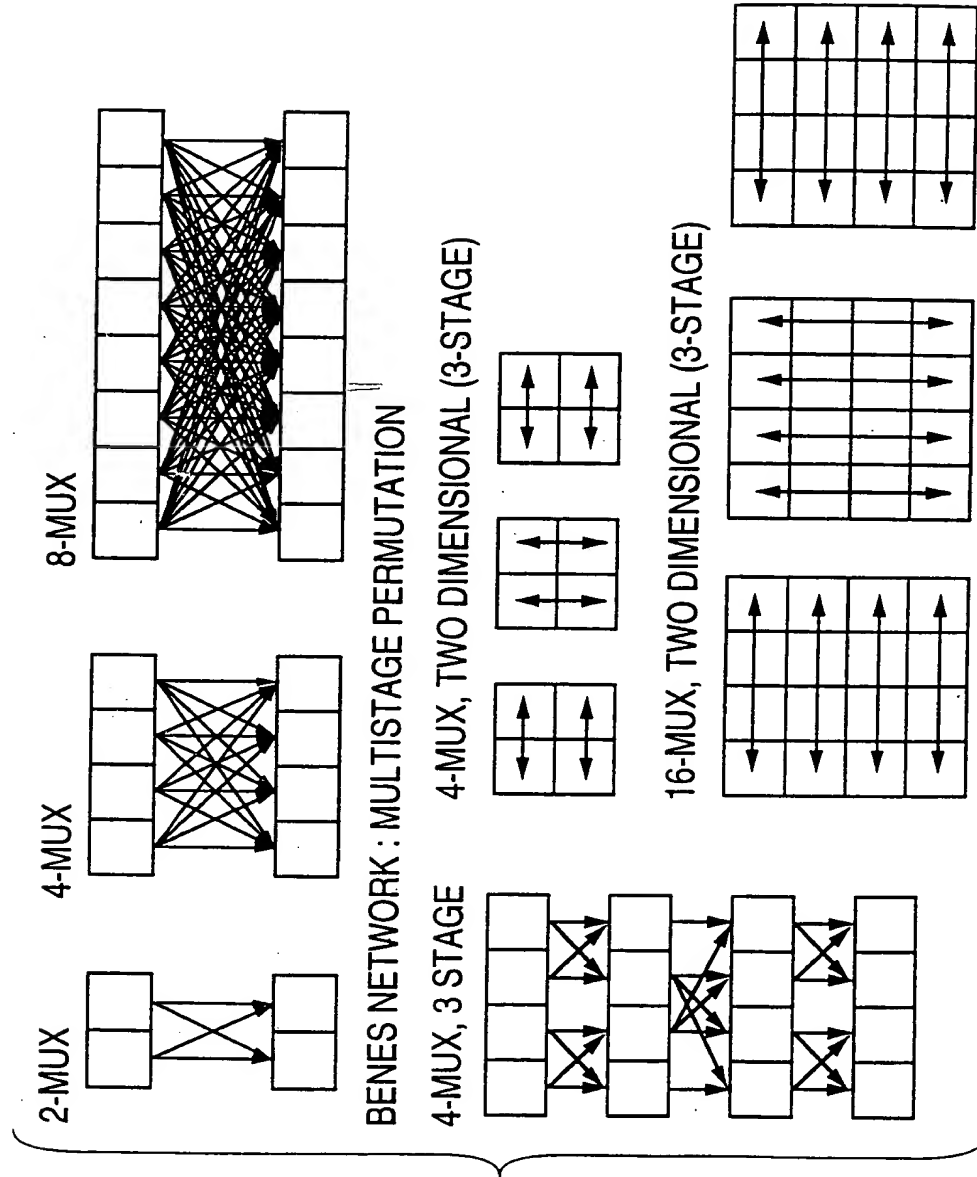 2-MUX
4-MUX
8-MUX
BENES NETWORK : MULTISTAGE PERMUTATION
4-MUX, 3 STAGE
4-MUX, TWO DIMENSIONAL (3-STAGE)
16-MUX, TWO DIMENSIONAL (3-STAGE)